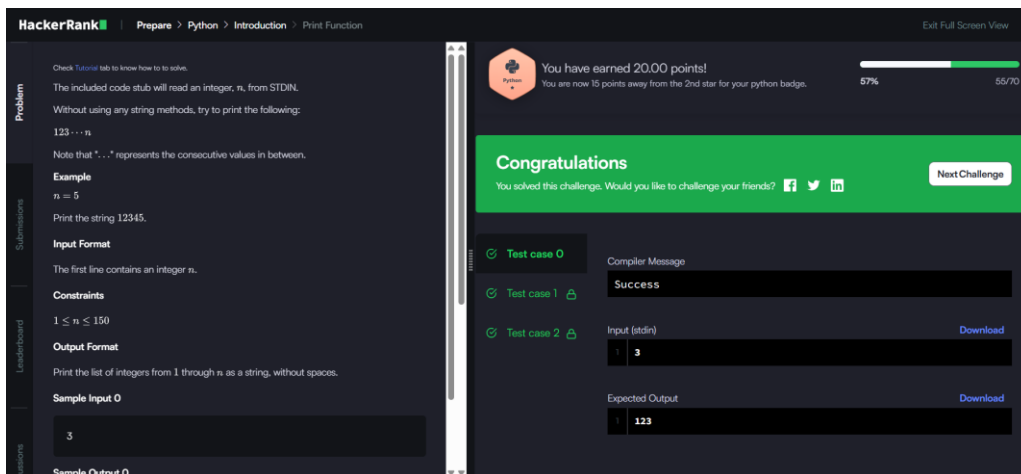 HackerRank
Prepare > Python > Introduction > Print Function
Exit Full Screen View
Problem
Submissions
Leaderboard
ussions
Check Tutorial tab to know how to to solve.
The included code stub will read an integer, n, from STDIN.
Without using any string methods, try to print the following:
123 ⋯ n
Note that "..." represents the consecutive values in between.
Example
n = 5
Print the string 12345.
Input Format
The first line contains an integer n.
Constraints
1 ≤ n ≤ 150
Output Format
Print the list of integers from 1 through n as a string, without spaces.
Sample Input 0
3
Sample Output 0
Python
You have earned 20.00 points!
You are now 15 points away from the 2nd star for your python badge.
57%
55/70
Congratulations
You solved this challenge. Would you like to challenge your friends?
Next Challenge
Test case 0
Test case 1
Test case 2
Compiler Message
Success
Input (stdin)
Download
1 3
Expected Output
Download
1 123